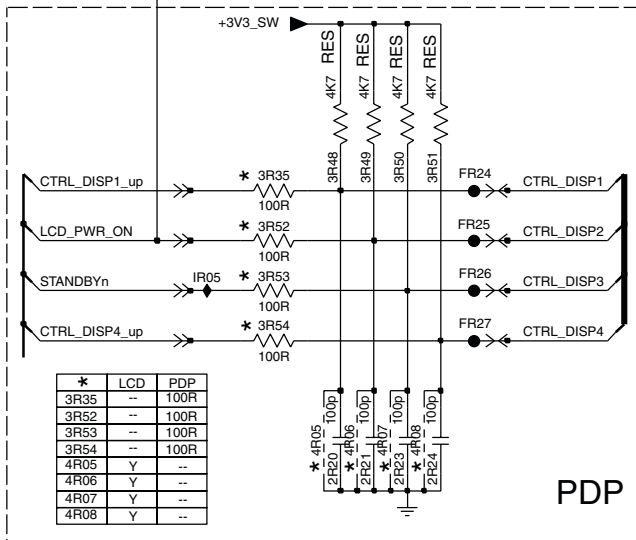 +3V3_SW
RES
RES
RES
RES
4K7
4K7
4K7
4K7
3R48
3R49
3R50
3R51
CTRL_DISP1_up
* 3R35
100R
FR24
CTRL_DISP1
LCD_PWR_ON
* 3R52
100R
FR25
CTRL_DISP2
STANDBYn
IR05
* 3R53
100R
FR26
CTRL_DISP3
CTRL_DISP4_up
* 3R54
100R
FR27
CTRL_DISP4
* LCD PDP
3R35 -- 100R
3R52 -- 100R
3R53 -- 100R
3R54 -- 100R
4R05 Y --
4R06 Y --
4R07 Y --
4R08 Y --
100p
100p
100p
100p
* 4R05
* 4R06
* 4R07
* 4R08
2R20
2R21
2R23
2R24
PDP